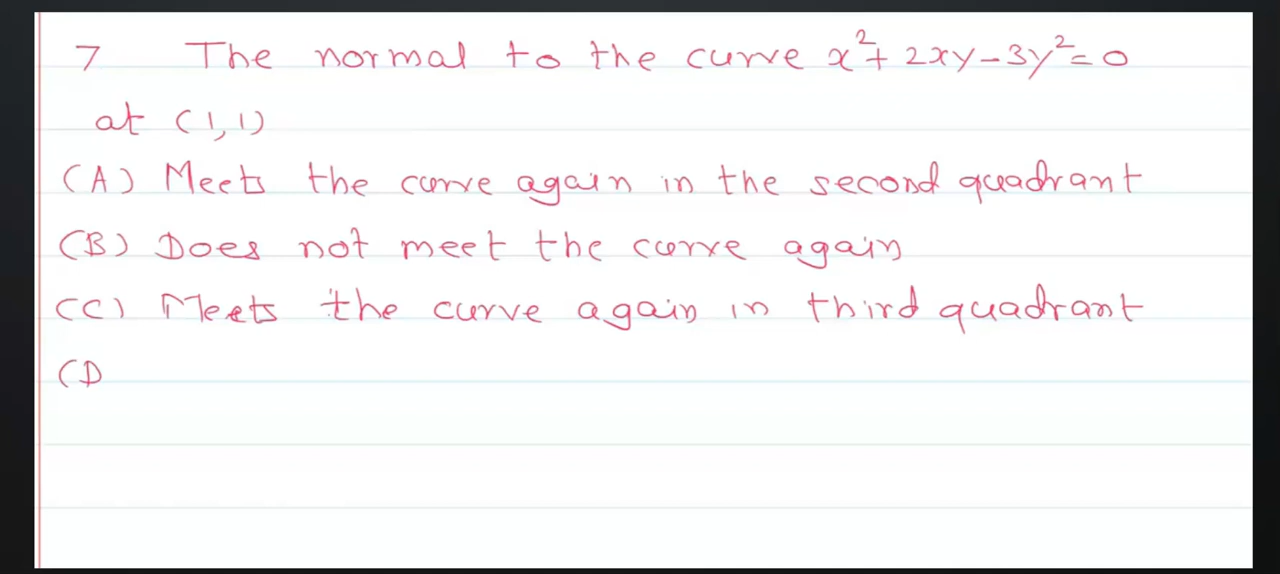 7 The normal to the curve x²+2xy-3y²=0
at (1,1)
(A) Meets the curve again in the second quadrant
(B) Does not meet the curve again
(C) Meets the curve again in third quadrant
(D